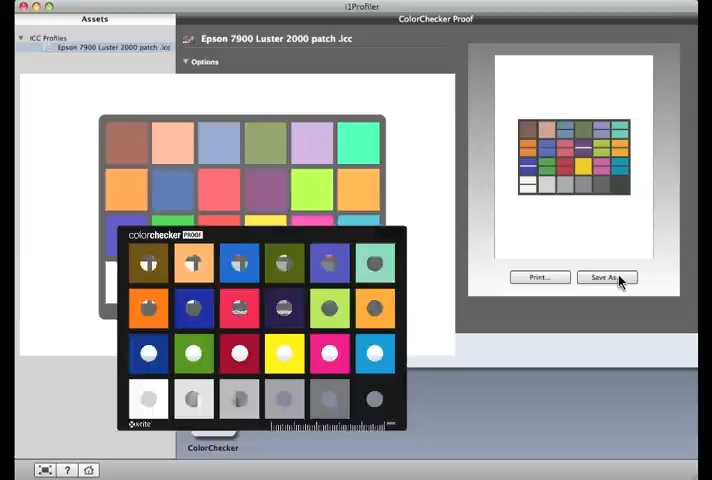 i1Profiler
Assets
ColorChecker Proof
ICC Profiles
Epson 7900 Luster 2000 patch .icc
Epson 7900 Luster 2000 patch .icc
Options
colorchecker PROOF
Print...
Save As...
x-rite
ColorChecker
?